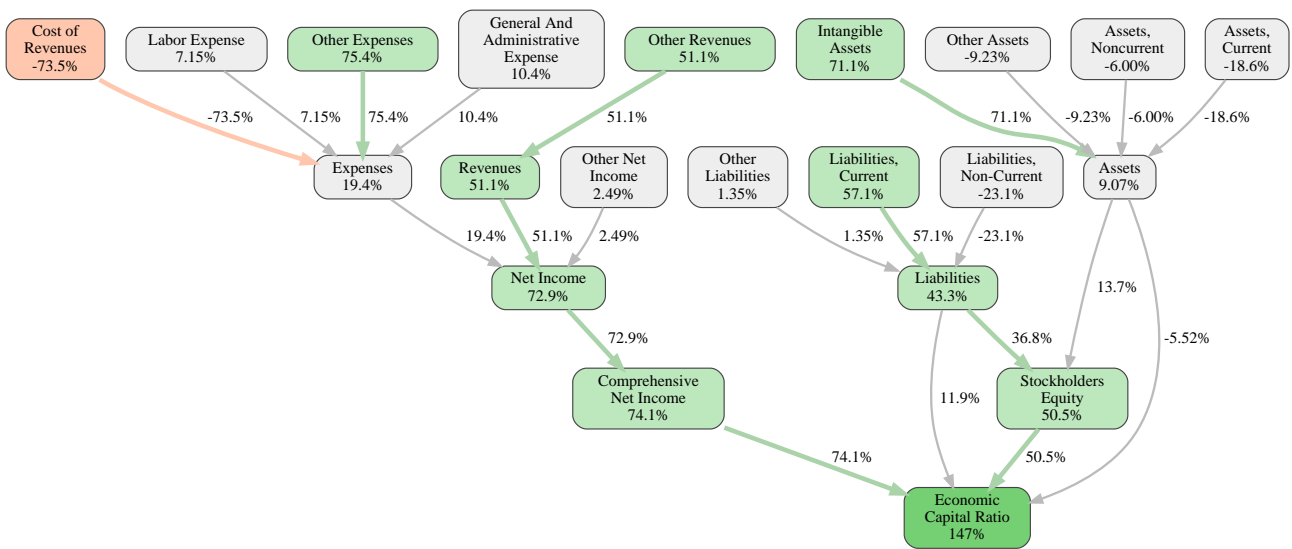 Cost of
Revenues
-73.5%
Labor Expense
7.15%
Other Expenses
75.4%
General And
Administrative
Expense
10.4%
Other Revenues
51.1%
Intangible
Assets
71.1%
Other Assets
-9.23%
Assets,
Noncurrent
-6.00%
Assets,
Current
-18.6%
-73.5%
7.15%
75.4%
10.4%
51.1%
71.1%
-9.23%
-6.00%
-18.6%
Expenses
19.4%
Revenues
51.1%
Other Net
Income
2.49%
Other
Liabilities
1.35%
Liabilities,
Current
57.1%
Liabilities,
Non-Current
-23.1%
Assets
9.07%
19.4%
51.1%
2.49%
1.35%
57.1%
-23.1%
Net Income
72.9%
Liabilities
43.3%
13.7%
72.9%
36.8%
-5.52%
Comprehensive
Net Income
74.1%
11.9%
Stockholders
Equity
50.5%
74.1%
50.5%
Economic
Capital Ratio
147%